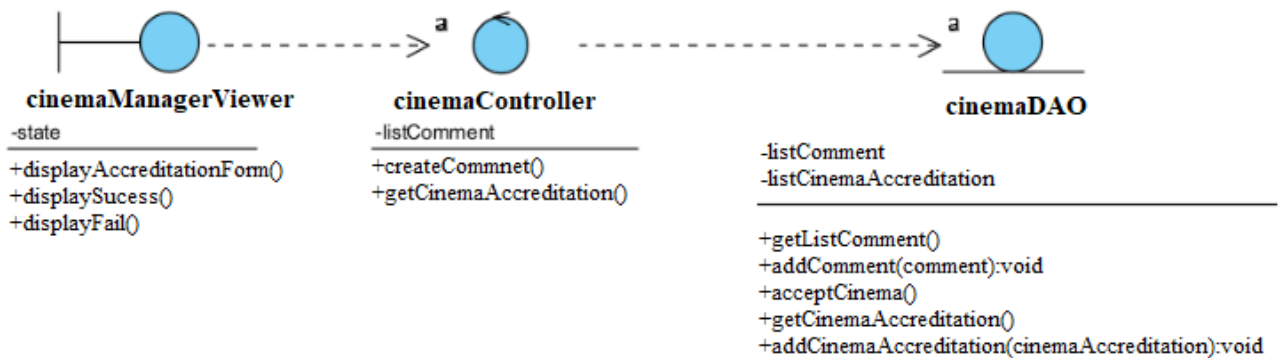 a
a
cinemaManagerViewer
cinemaController
cinemaDAO
-state
+displayAccreditationForm()
+displaySucess()
+displayFail()
-listComment
+createCommnet()
+getCinemaAccreditation()
-listComment
-listCinemaAccreditation
+getListComment()
+addComment(comment):void
+acceptCinema()
+getCinemaAccreditation()
+addCinemaAccreditation(cinemaAccreditation):void